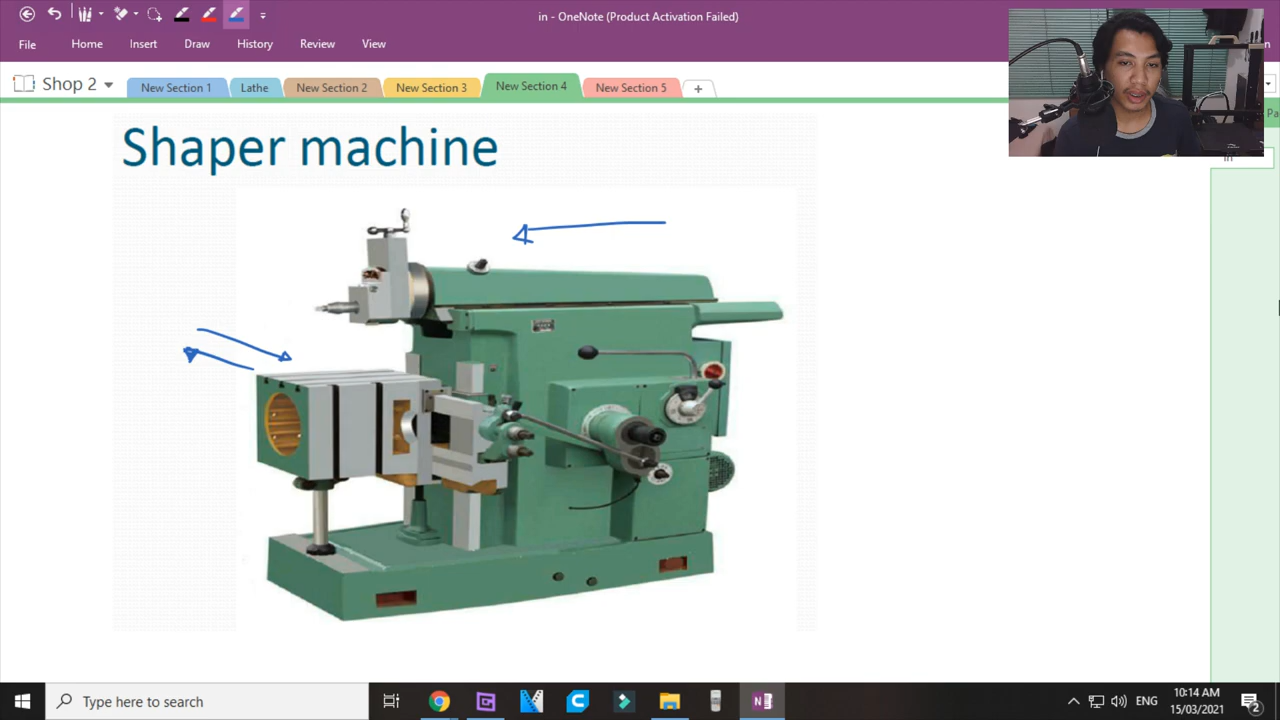 in - OneNote (Product Activation Failed)
File Home Insert Draw History Review View
Shop 2 New Section 1 Lathe New Section 2 New Section 3 New Section 4 New Section 5
Shaper machine
in
Type here to search
ENG
10:14 AM
15/03/2021
2